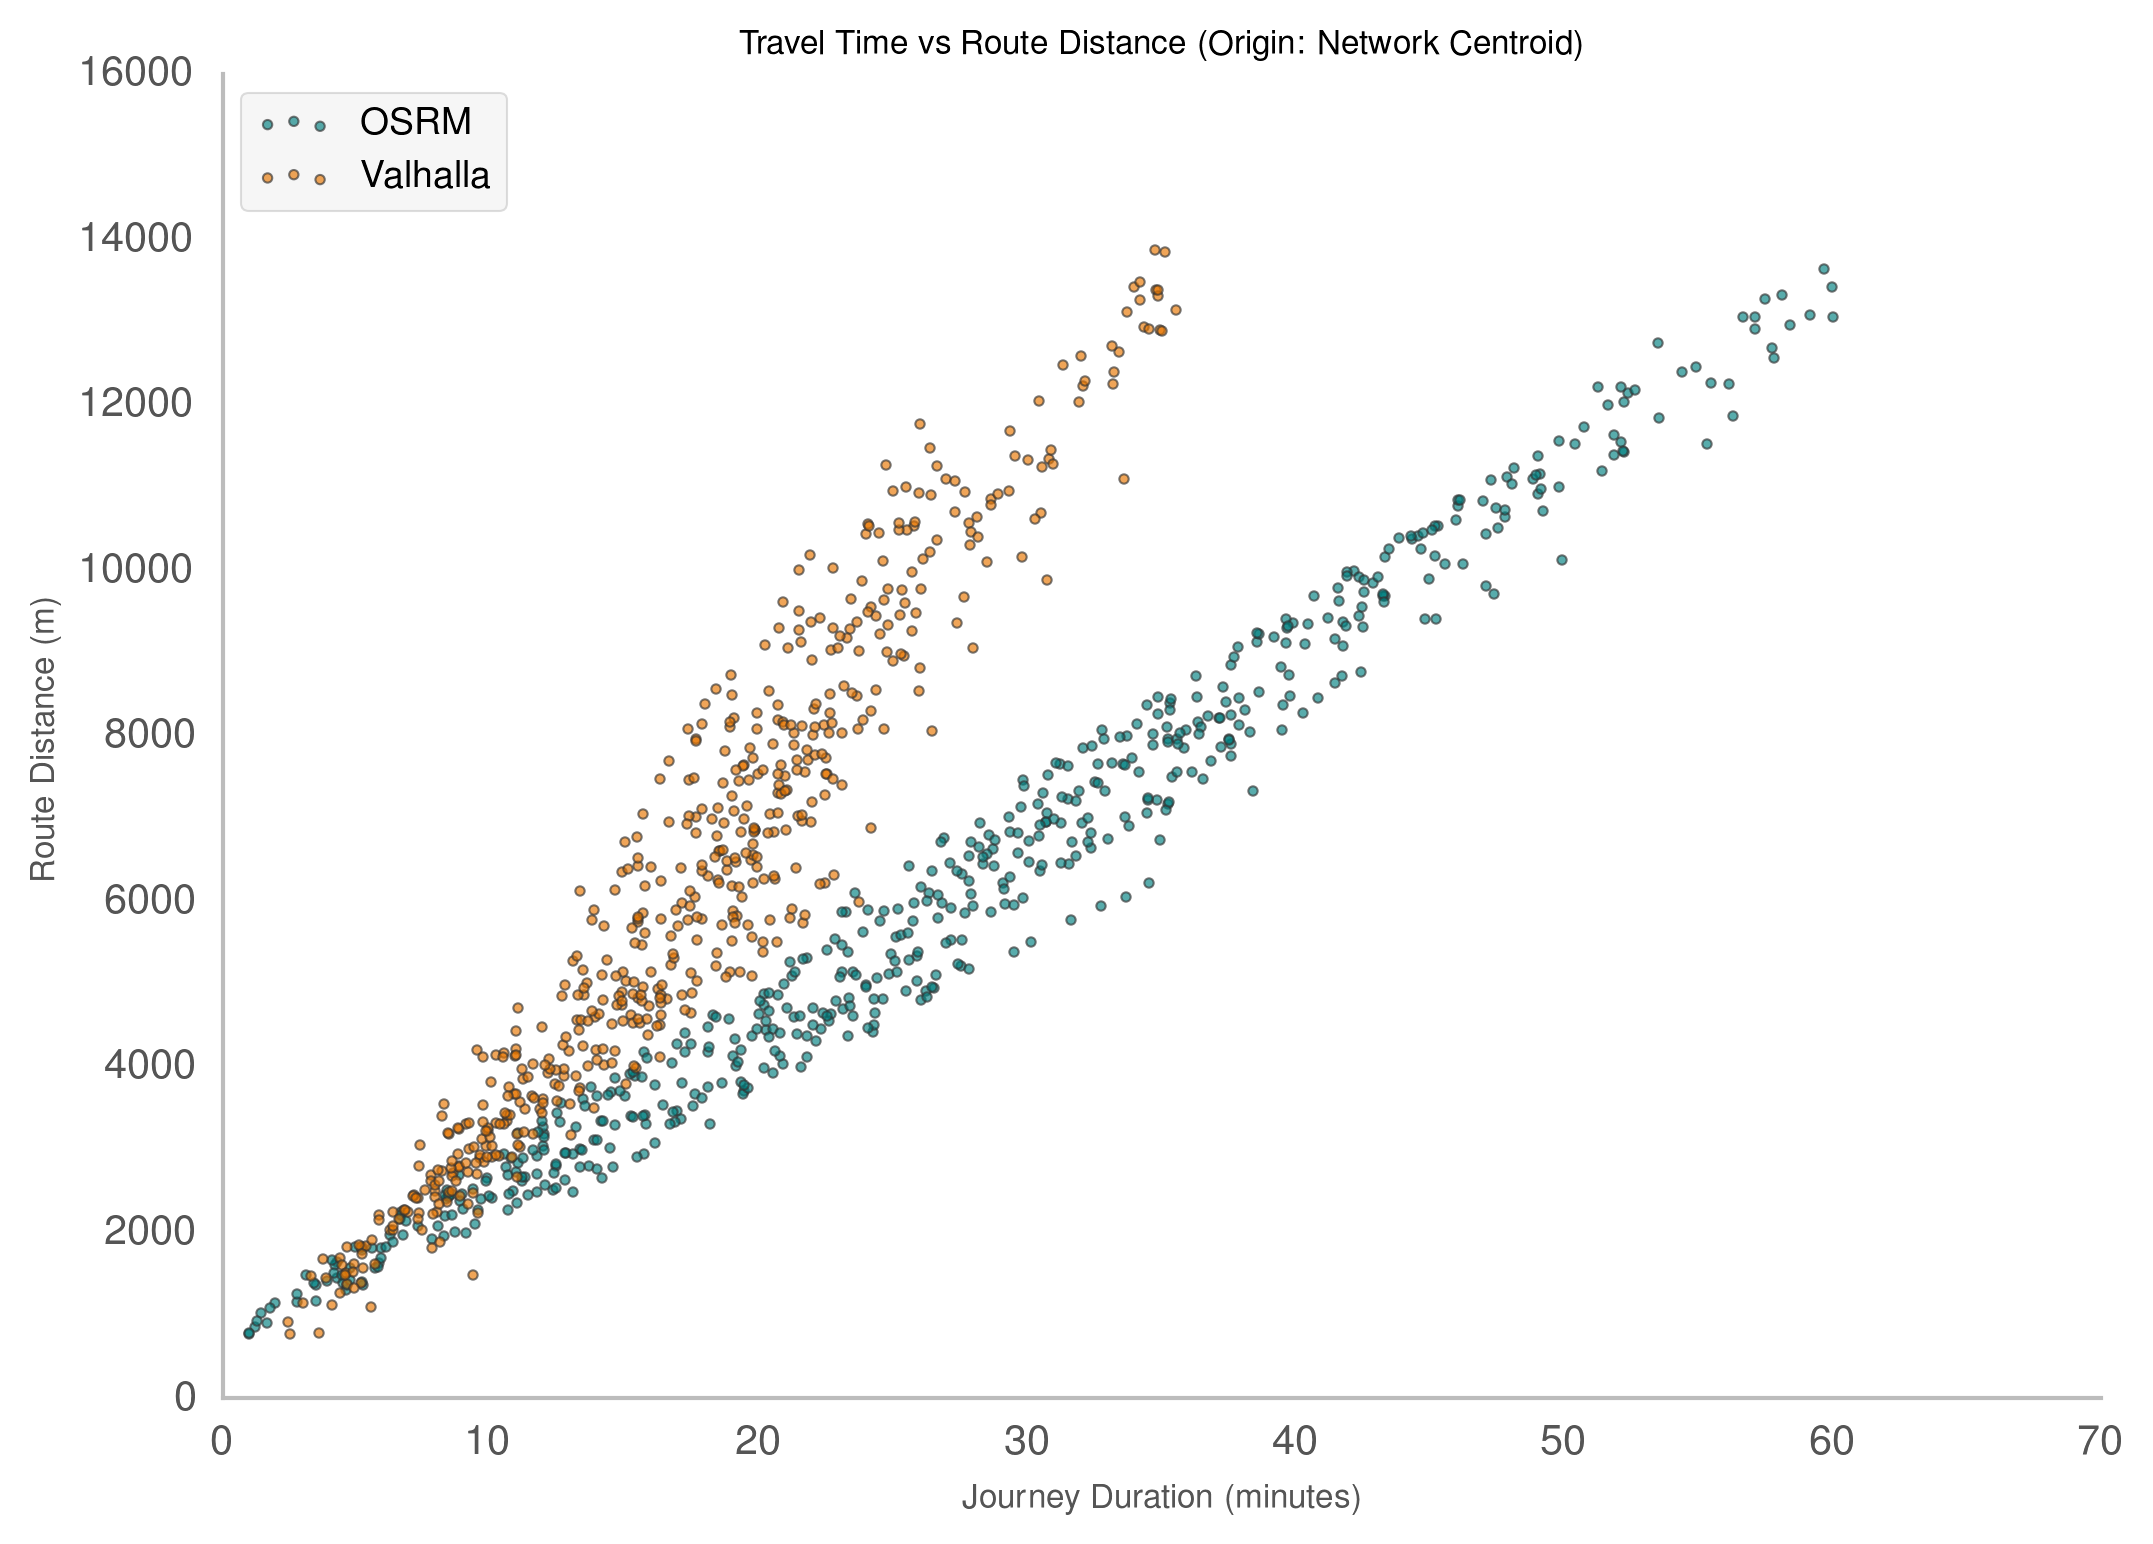 Travel Time vs Route Distance (Origin: Network Centroid)
16000
14000
12000
10000
8000
6000
4000
2000
0
Route Distance (m)
OSRM
Valhalla
0 10 20 30 40 50 60 70
Journey Duration (minutes)